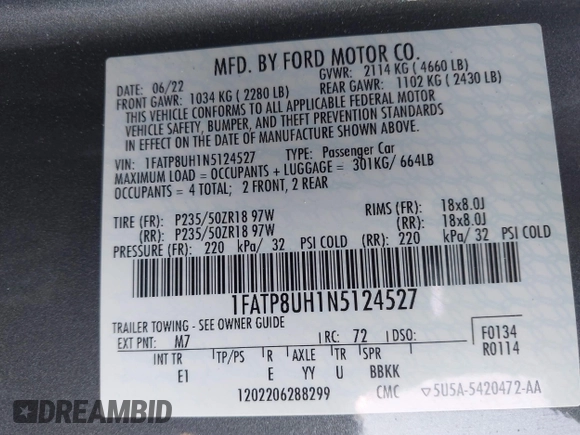 MFD. BY FORD MOTOR CO.
DATE: 06/22 GVWR: 2114 KG ( 4660 LB)
FRONT GAWR: 1034 KG ( 2280 LB) REAR GAWR: 1102 KG ( 2430 LB)
THIS VEHICLE CONFORMS TO ALL APPLICABLE FEDERAL MOTOR
VEHICLE SAFETY, BUMPER, AND THEFT PREVENTION STANDARDS
IN EFFECT ON THE DATE OF MANUFACTURE SHOWN ABOVE.
VIN: 1FATP8UH1N5124527 TYPE: Passenger Car
MAXIMUM LOAD = OCCUPANTS + LUGGAGE = 301KG/ 664LB
OCCUPANTS = 4 TOTAL; 2 FRONT, 2 REAR
TIRE (FR): P235/50ZR18 97W RIMS (FR): 18x8.0J
(RR): P235/50ZR18 97W (RR): 18x8.0J
PRESSURE (FR): 220 kPa/ 32 PSI COLD (RR): 220 kPa/ 32 PSI COLD
1FATP8UH1N5124527
TRAILER TOWING - SEE OWNER GUIDE
EXT PNT: M7 RC: 72 DSO: F0134
INT TR TP/PS R AXLE TR SPR R0114
E1 E YY U BBKK
1202206288299 CMC 5U5A-5420472-AA
DREAMBID